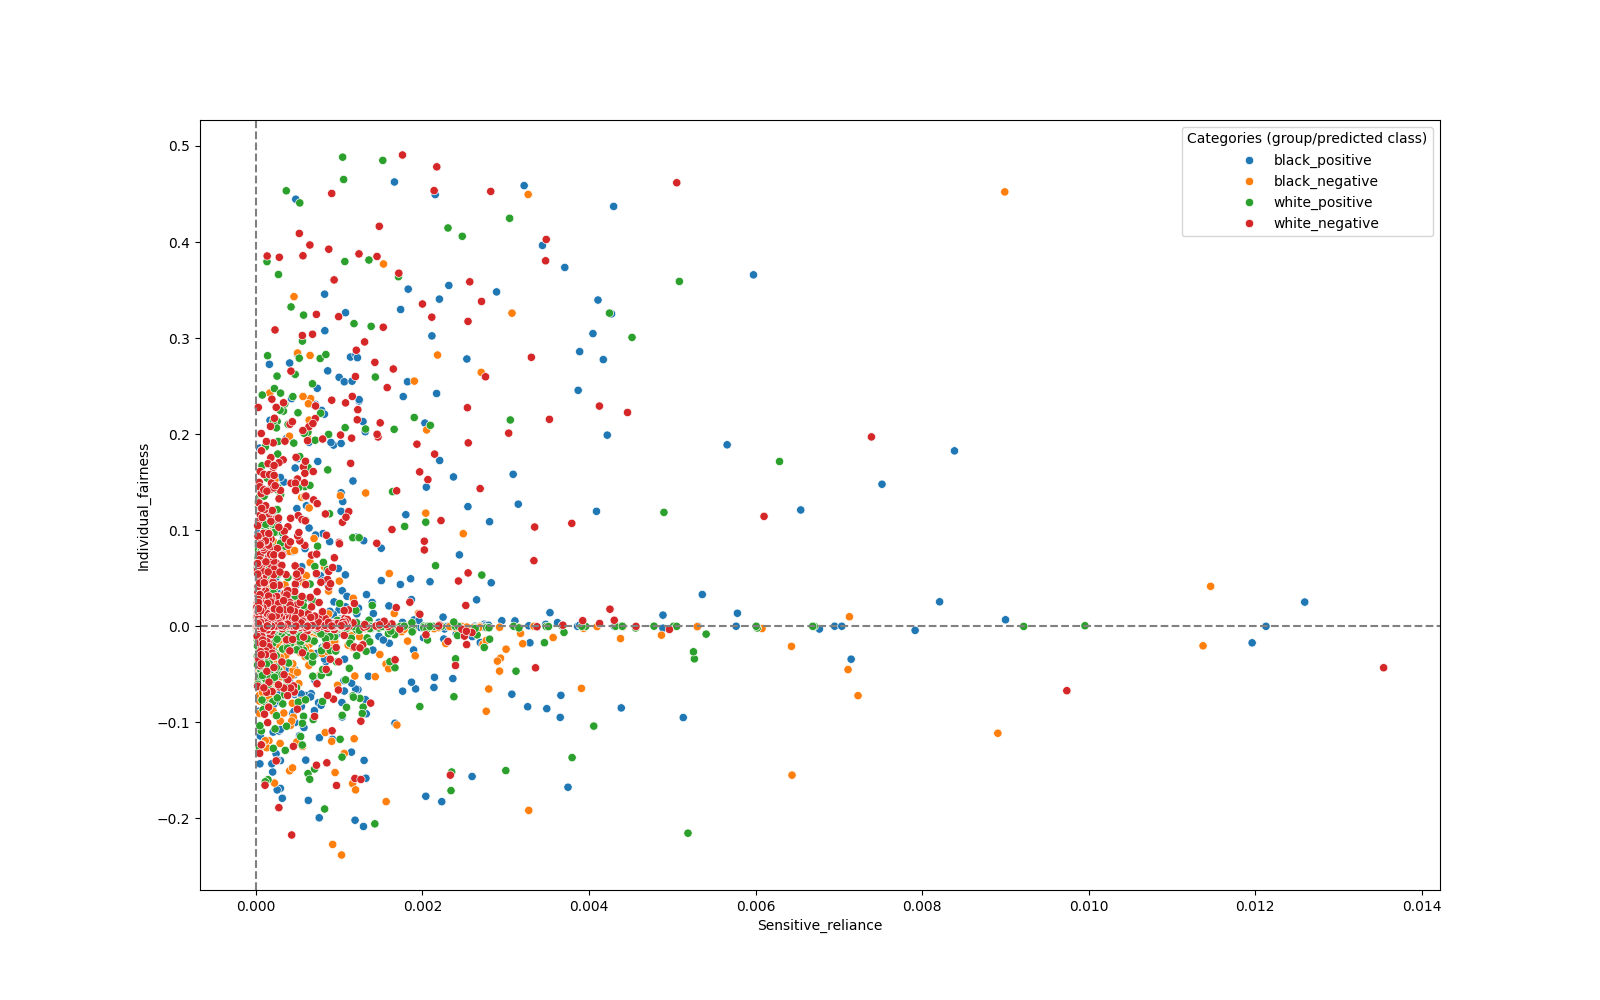 Categories (group/predicted class)
black_positive
black_negative
white_positive
white_negative
0.5
0.4
0.3
0.2
0.1
0.0
−0.1
−0.2
Individual_fairness
0.000 0.002 0.004 0.006 0.008 0.010 0.012 0.014
Sensitive_reliance